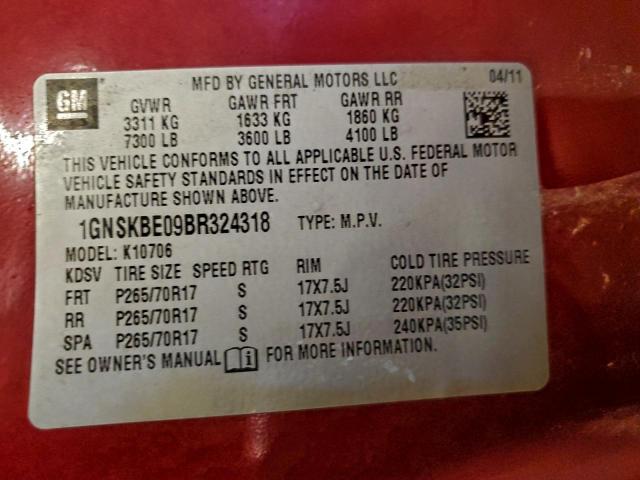 GM
MFD BY GENERAL MOTORS LLC 04/11
GVWR GAWR FRT GAWR RR
3311 KG 1633 KG 1860 KG
7300 LB 3600 LB 4100 LB
THIS VEHICLE CONFORMS TO ALL APPLICABLE U.S. FEDERAL MOTOR
VEHICLE SAFETY STANDARDS IN EFFECT ON THE DATE OF
MANUFACTURE SHOWN ABOVE.
1GNSKBE09BR324318 TYPE: M.P.V.
MODEL: K10706
KDSV TIRE SIZE SPEED RTG RIM COLD TIRE PRESSURE
FRT P265/70R17 S 17X7.5J 220KPA(32PSI)
RR P265/70R17 S 17X7.5J 220KPA(32PSI)
SPA P265/70R17 S 17X7.5J 240KPA(35PSI)
SEE OWNER'S MANUAL i FOR MORE INFORMATION.